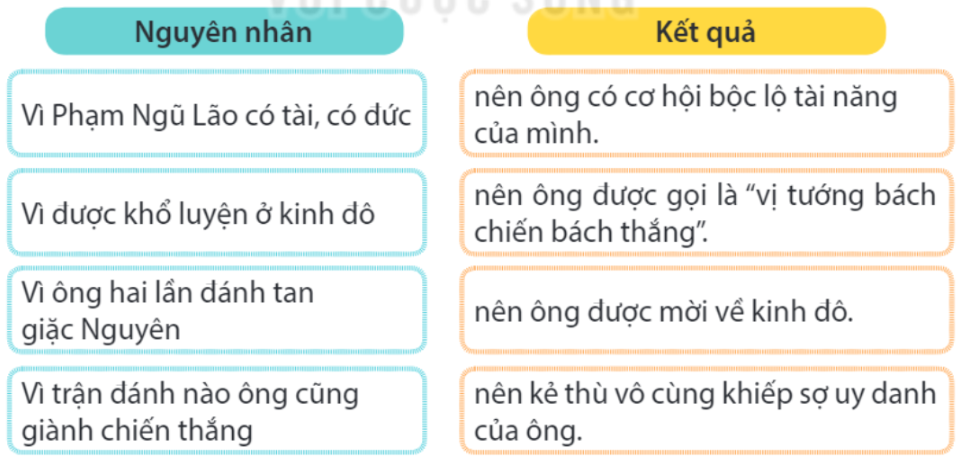 Nguyên nhân
Kết quả
Vì Phạm Ngũ Lão có tài, có đức
nên ông có cơ hội bộc lộ tài năng
của mình.
Vì được khổ luyện ở kinh đô
nên ông được gọi là “vị tướng bách
chiến bách thắng”.
Vì ông hai lần đánh tan
giặc Nguyên
nên ông được mời về kinh đô.
Vì trận đánh nào ông cũng
giành chiến thắng
nên kẻ thù vô cùng khiếp sợ uy danh
của ông.